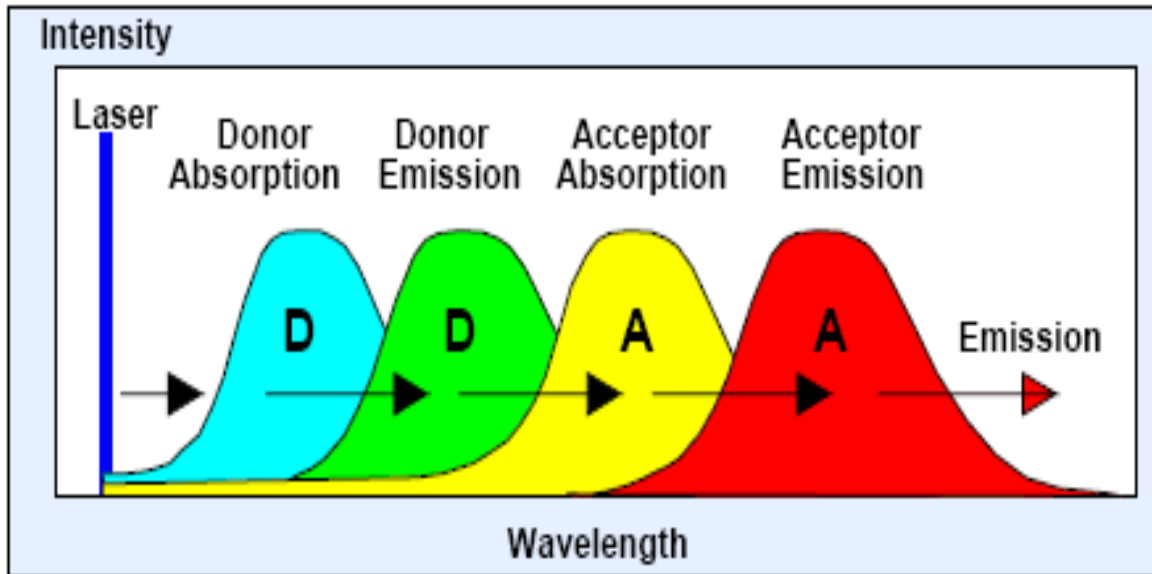 Intensity
Laser
Donor
Absorption
Donor
Emission
Acceptor
Absorption
Acceptor
Emission
D
D
A
A
Emission
Wavelength